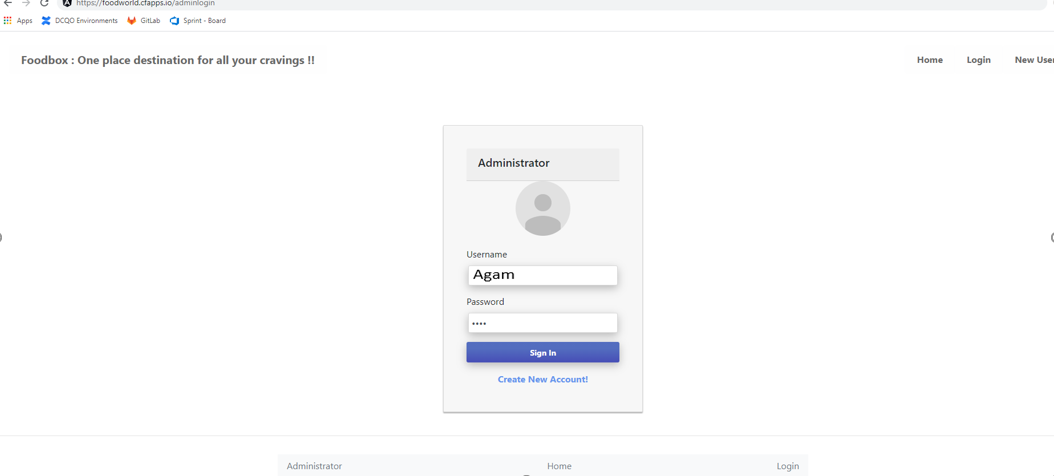 https://foodworld.cfapps.io/adminlogin
Apps DCQO Environments GitLab Sprint - Board
Foodbox : One place destination for all your cravings !! Home Login New User
Administrator
Username
Agam
Password
••••
Sign In
Create New Account!
Administrator Home Login